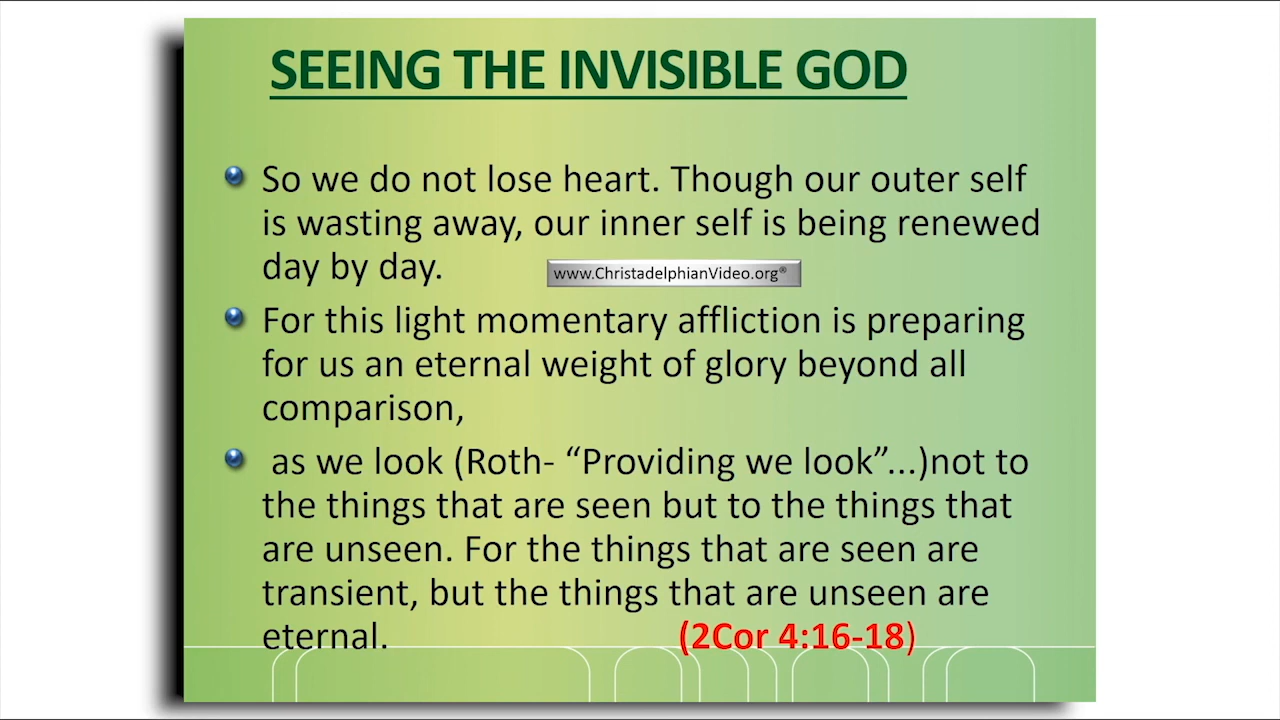 SEEING THE INVISIBLE GOD
So we do not lose heart. Though our outer self
is wasting away, our inner self is being renewed
day by day.
www.ChristadelphianVideo.org®
For this light momentary affliction is preparing
for us an eternal weight of glory beyond all
comparison,
as we look (Roth- “Providing we look”...)not to
the things that are seen but to the things that
are unseen. For the things that are seen are
transient, but the things that are unseen are
eternal. (2Cor 4:16-18)